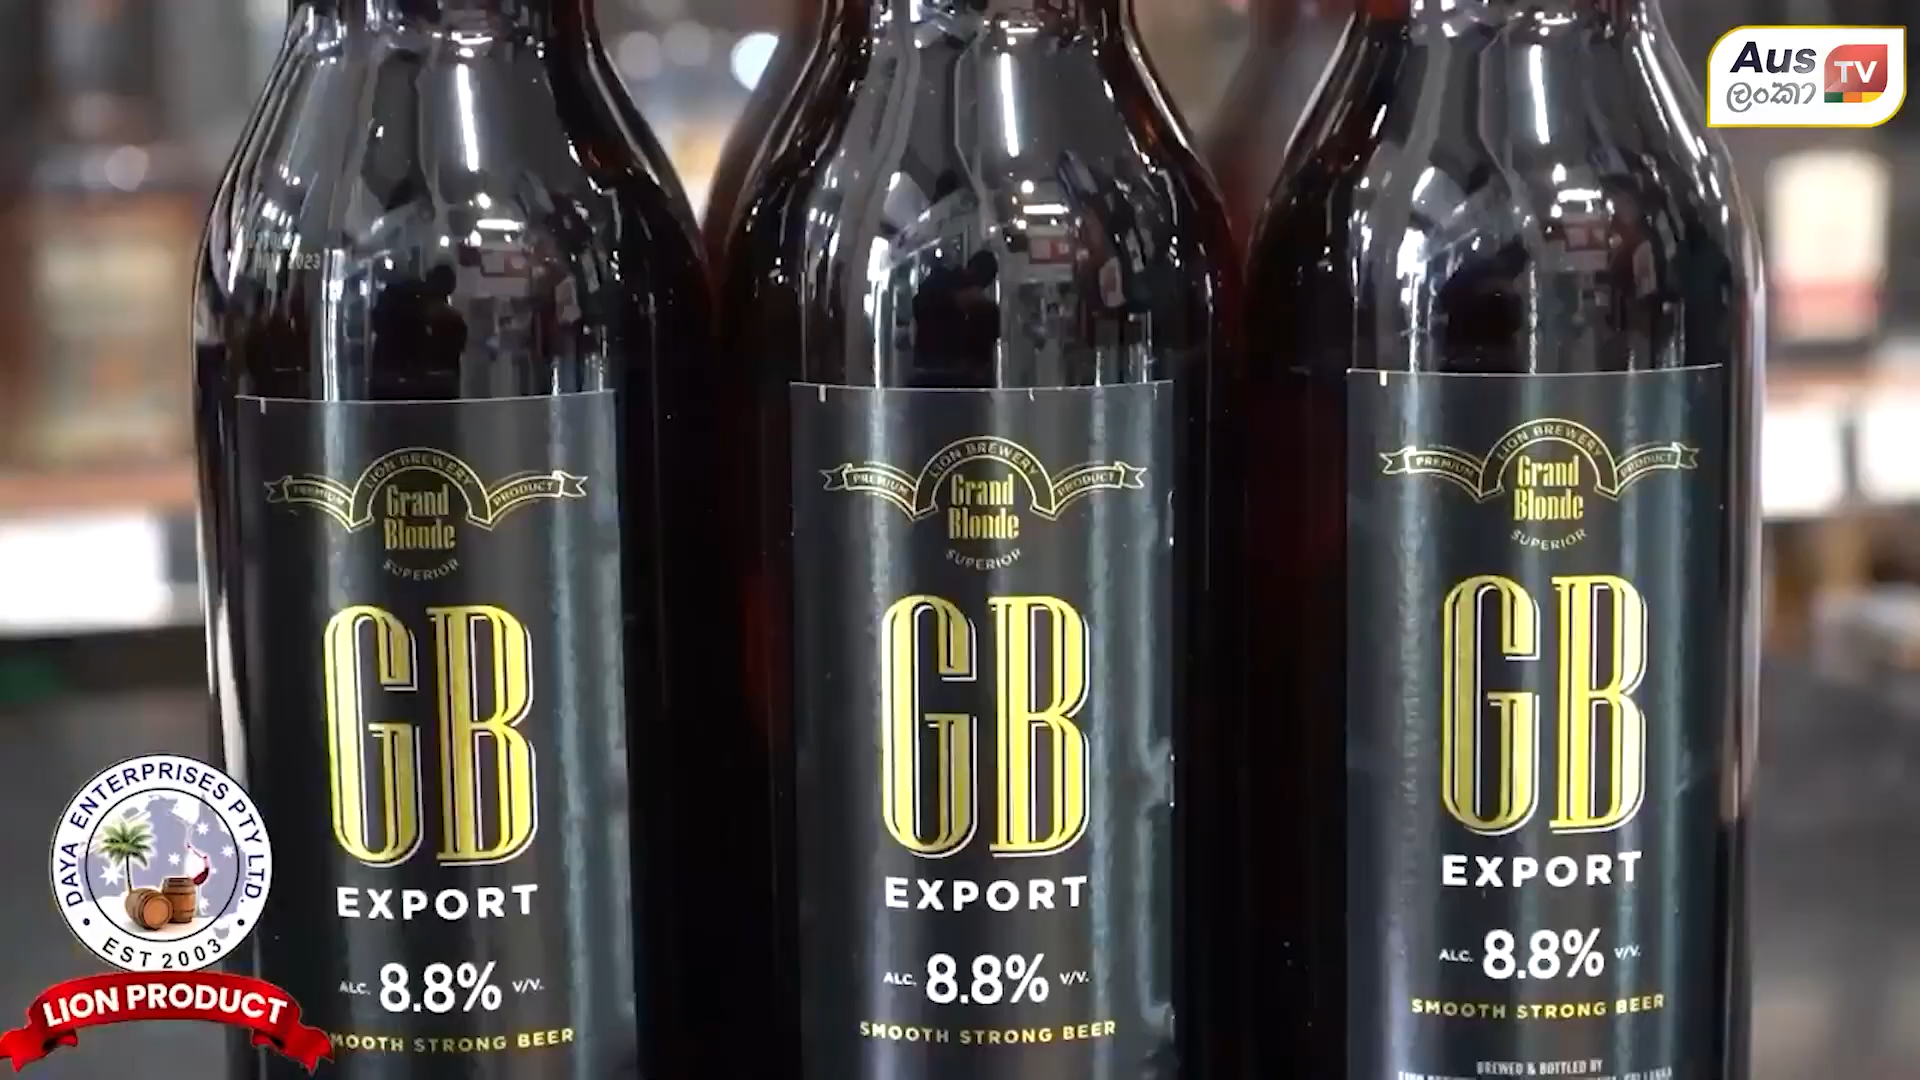 Aus
ලංකා
TV
MAY 2023
LION BREWERY
PREMIUM
PRODUCT
Grand
Blonde
SUPERIOR
GB
EXPORT
ALC. 8.8% V/V.
MOOTH STRONG BEER
LION BREWERY
PREMIUM
PRODUCT
Grand
Blonde
SUPERIOR
GB
EXPORT
ALC. 8.8% V/V.
SMOOTH STRONG BEER
LION BREWERY
PREMIUM
PRODUCT
Grand
Blonde
SUPERIOR
GB
EXPORT
ALC. 8.8% V/V.
SMOOTH STRONG BEER
BREWED & BOTTLED BY
DAYA ENTERPRISES PTY LTD.
EST 2003
LION PRODUCT